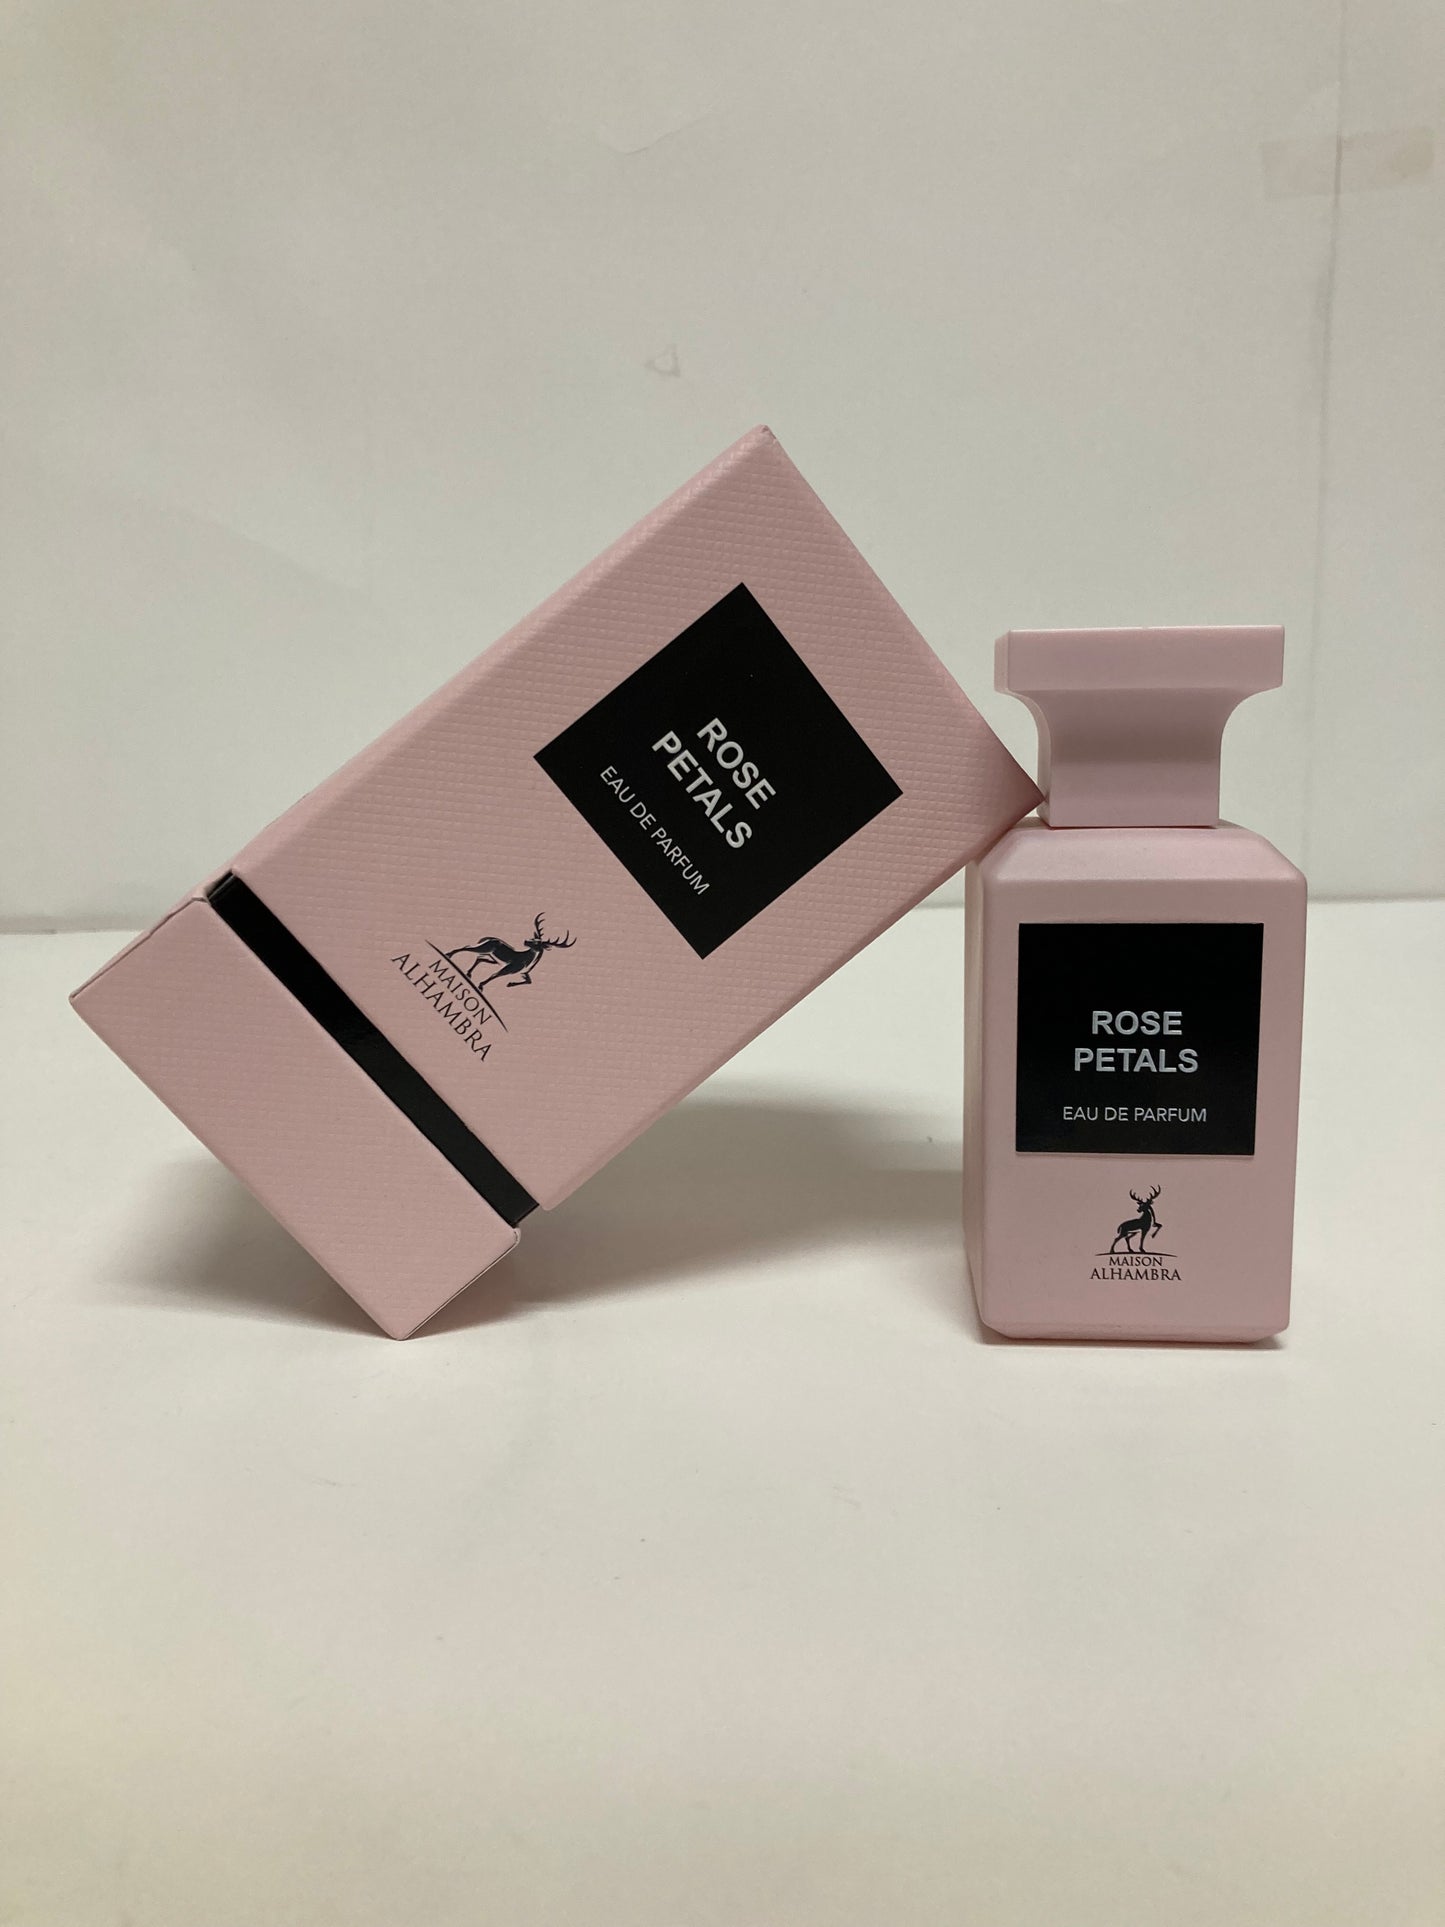 ROSE
PETALS
EAU DE PARFUM
MAISON
ALHAMBRA
ROSE
PETALS
EAU DE PARFUM
MAISON
ALHAMBRA